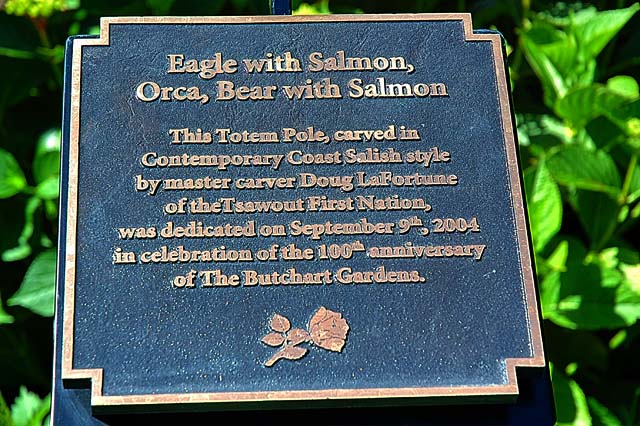 Eagle with Salmon,
Orca, Bear with Salmon
This Totem Pole, carved in
Contemporary Coast Salish style
by master carver Doug LaFortune
of theTsawout First Nation,
was dedicated on September 9th, 2004
in celebration of the 100th anniversary
of The Butchart Gardens.